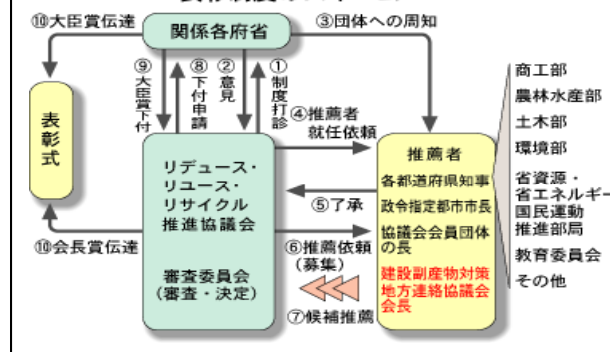 ⑩大臣賞伝達
関係各府省
③団体への周知
⑨大臣賞下付
⑧下付申請
②意見
①制度打診
④推薦者
就任依頼
表彰式
リデュース・
リユース・
リサイクル
推進協議会
審査委員会
(審査・決定)
⑤了承
⑥推薦依頼
(募集)
⑦候補推薦
⑩会長賞伝達
推薦者
各都道府県知事
政令指定都市市長
協議会会員団体
の長
建設副産物対策
地方連絡協議会
会長
商工部
農林水産部
土木部
環境部
省資源・
省エネルギー
国民運動
推進部局
教育委員会
その他